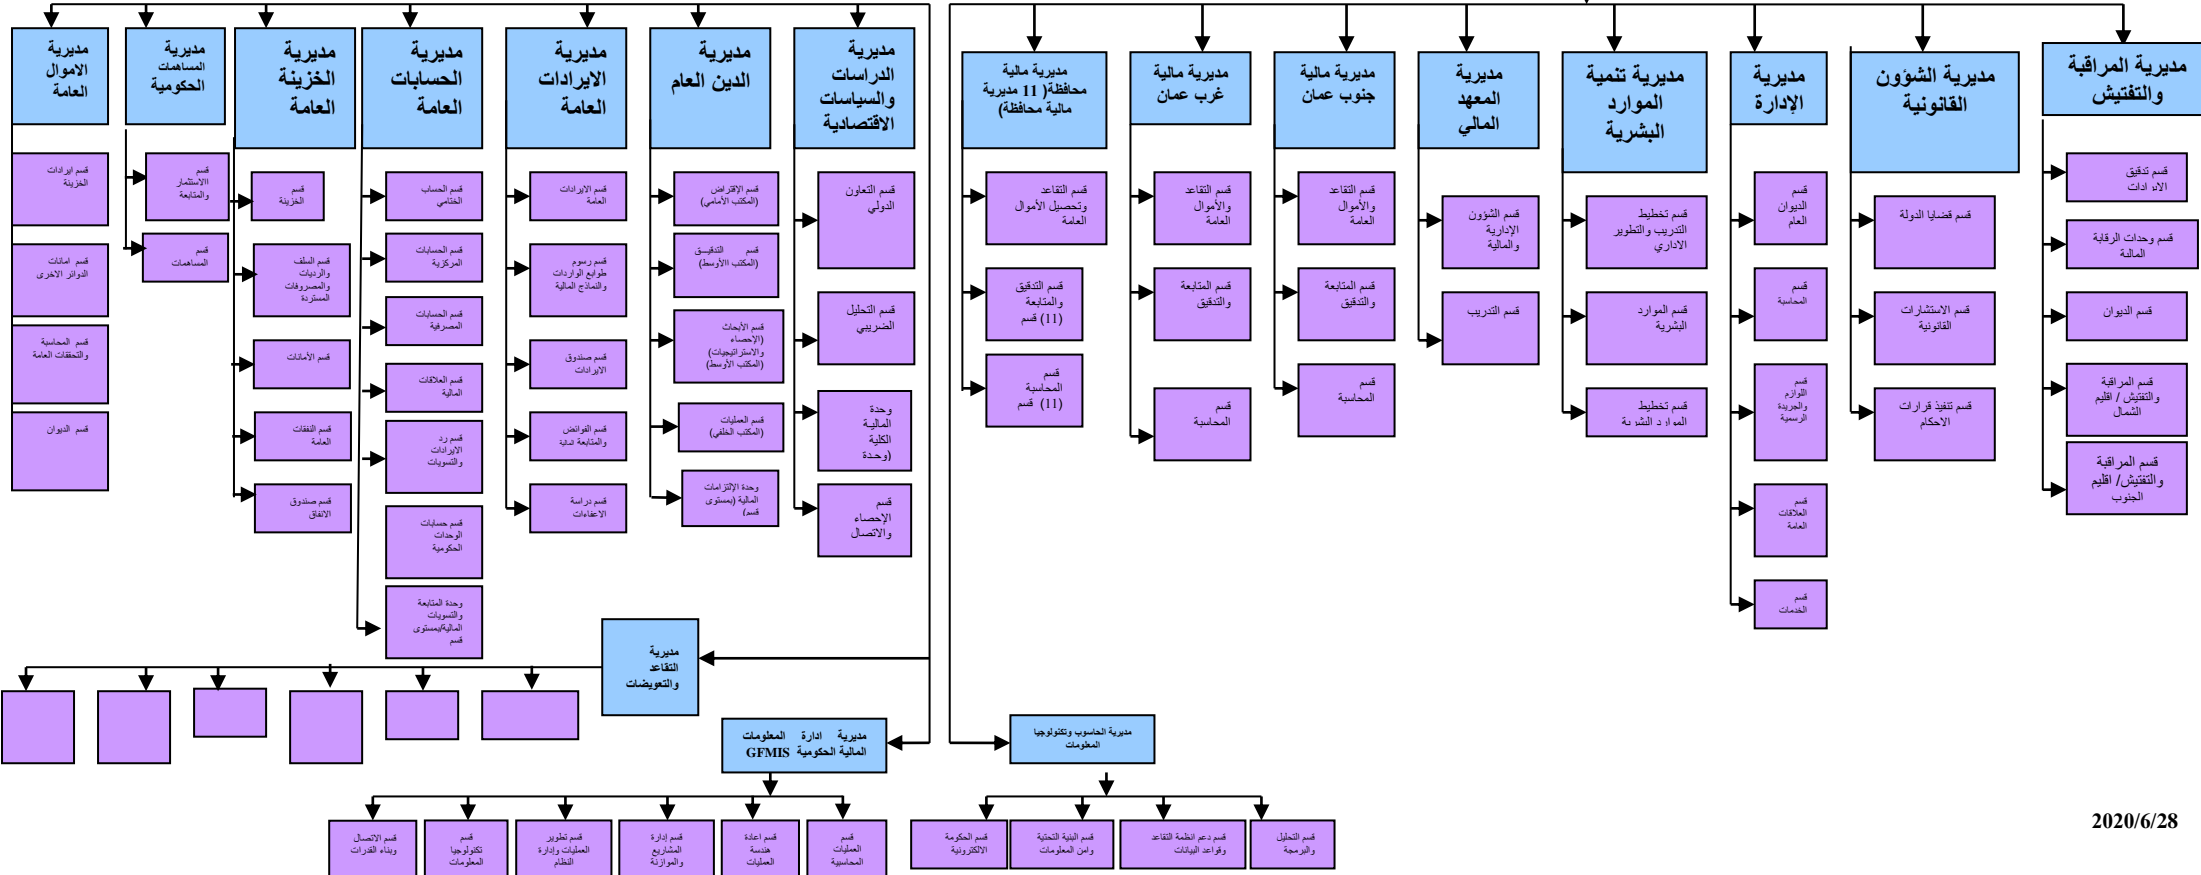 مديرية المراقبة
والتفتيش
قسم تدقيق
الايرادات
قسم وحدات الرقابة
المالية
قسم الديوان
قسم المراقبة
والتفتيش / اقليم
الشمال
قسم المراقبة
والتفتيش/ اقليم
الجنوب
مديرية الشؤون
القانونية
قسم قضايا الدولة
قسم الاستشارات
القانونية
قسم تنفيذ قرارات
الاحكام
مديرية
الإدارة
قسم
الديوان
العام
قسم
المحاسبة
قسم
اللوازم
والجريدة
الرسمية
قسم
العلاقات
العامة
قسم
الخدمات
مديرية تنمية
الموارد
البشرية
قسم تخطيط
التدريب والتطوير
الاداري
قسم الموارد
البشرية
قسم تخطيط
الموارد البشرية
مديرية
المعهد
المالي
قسم الشؤون
الإدارية
والمالية
قسم التدريب
مديرية مالية
جنوب عمان
قسم التقاعد
والأموال
العامة
قسم المتابعة
والتدقيق
قسم
المحاسبة
مديرية مالية
غرب عمان
قسم التقاعد
والأموال
العامة
قسم المتابعة
والتدقيق
قسم
المحاسبة
مديرية مالية
محافظة( 11 مديرية
مالية محافظة)
قسم التقاعد
وتحصيل الأموال
العامة
قسم التدقيق
والمتابعة
(11) قسم
قسم
المحاسبة
(11) قسم
مديرية
الدراسات
والسياسات
الاقتصادية
قسم التعاون
الدولي
قسم التحليل
الضريبي
وحدة
المالية
الكلية
(وحدة
قسم
الإحصاء
والاتصال
مديرية
الدين العام
قسم الإقتراض
(المكتب الأمامي)
قسم التدقيـق
(المكتب االأوسط)
قسم الأبحاث
(الإحصاء
والاستراتيجيات)
(المكتب الأوسط)
قسم العمليات
(المكتب الخلفي)
وحدة الإلتزامات
المالية (بمستوى
قسم)
مديرية
الايرادات
العامة
قسم الايرادات
العامة
قسم رسوم
طوابع الواردات
والنماذج المالية
قسم صندوق
الايرادات
قسم الفوائض
والمتابعة المالية
قسم دراسة
الاعفاءات
مديرية
الحسابات
العامة
قسم الحساب
الختامي
قسم الحسابات
المركزية
قسم الحسابات
المصرفية
قسم العلاقات
المالية
قسم رد
الايرادات
والتسويات
قسم حسابات
الوحدات
الحكومية
وحدة المتابعة
والتسويات
المالية/بمستوى
قسم
مديرية
الخزينة
العامة
قسم
الخزينة
قسم السلف
والرديات
والمصروفات
المستردة
قسم الأمانات
قسم النفقات
العامة
قسم صندوق
الانفاق
مديرية
المساهمات
الحكومية
قسم
االاستثمار
والمتابعة
قسم
المساهمات
مديرية
الاموال
العامة
قسم ايرادات
الخزينة
قسم امانات
الدوائر الاخرى
قسم المحاسبة
والتحققات العامة
قسم الديوان
مديرية
التقاعد
والتعويضات
مديرية الحاسوب وتكنولوجيا
المعلومات
قسم التحليل
والبرمجة
قسم دعم انظمة التقاعد
وقواعد البيانات
قسم البنية التحتية
وامن المعلومات
قسم الحكومة
الالكترونية
مديرية ادارة المعلومات
المالية الحكومية GFMIS
قسم
العمليات
المحاسبية
قسم اعادة
هندسة
العمليات
قسم إدارة
المشاريع
والموازنة
قسم تطوير
العمليات وإدارة
النظام
قسم
تكنولوجيا
المعلومات
قسم الاتصال
وبناء القدرات
2020/6/28